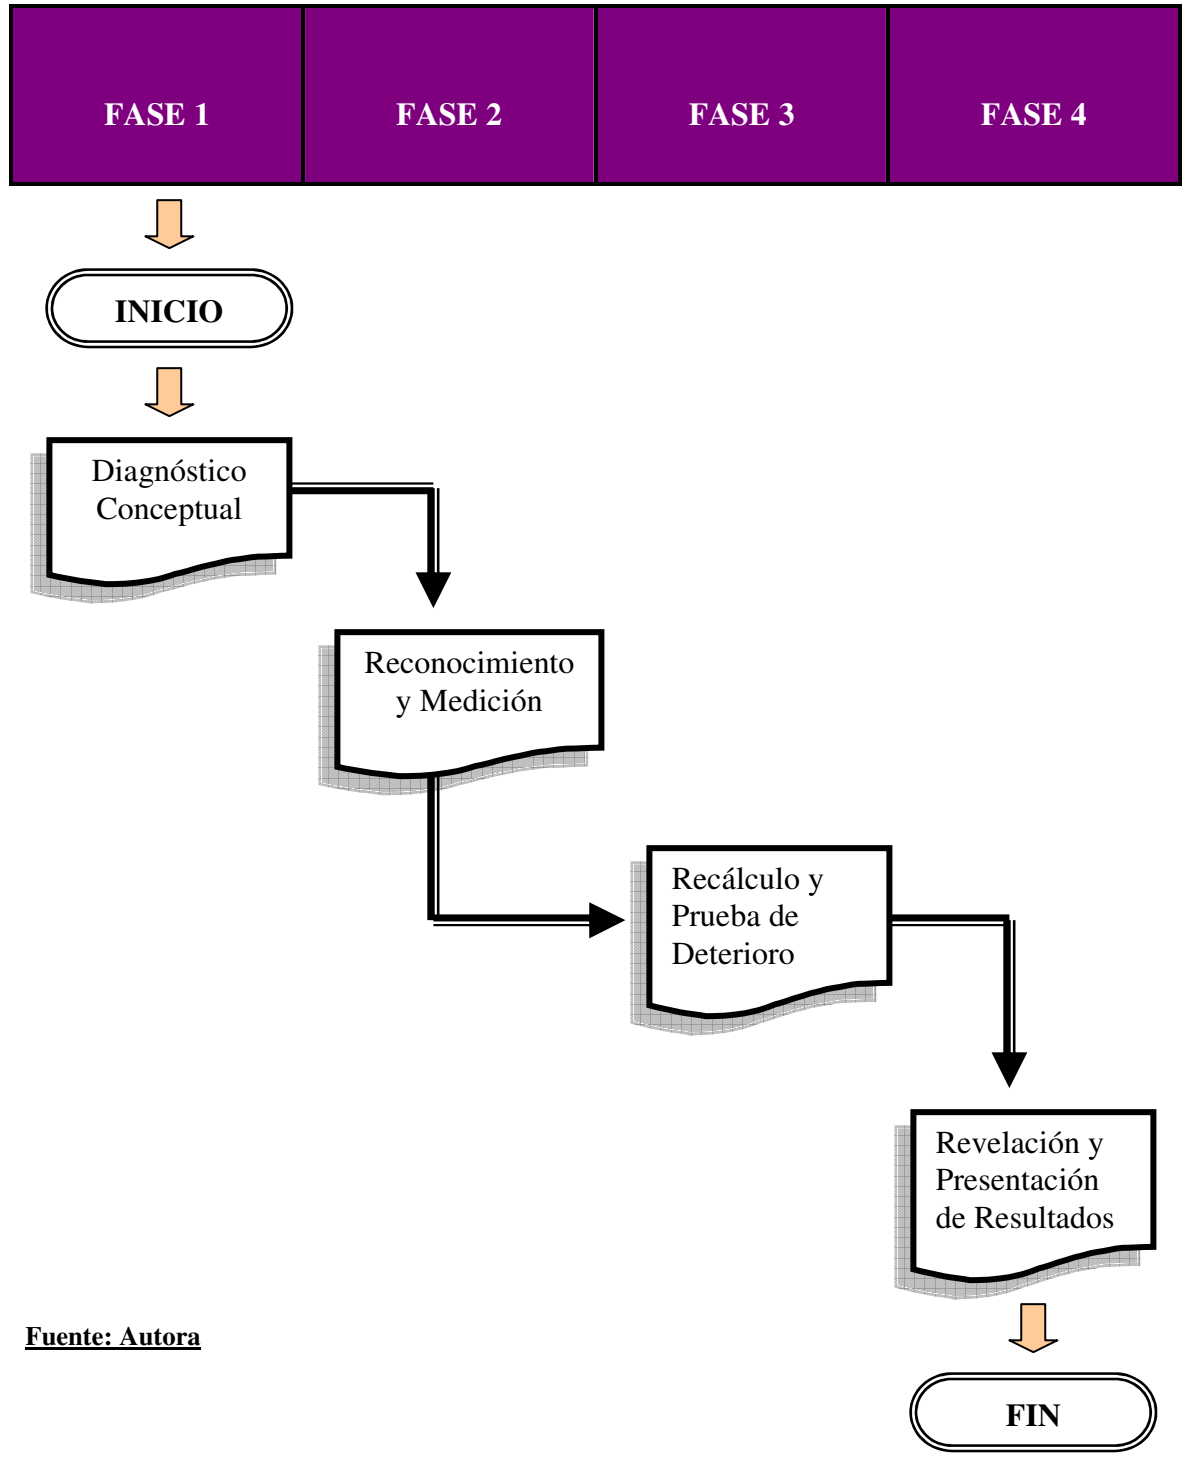 FASE 1
FASE 2
FASE 3
FASE 4
INICIO
Diagnóstico
Conceptual
Reconocimiento
y Medición
Recálculo y
Prueba de
Deterioro
Revelación y
Presentación
de Resultados
Fuente: Autora
FIN